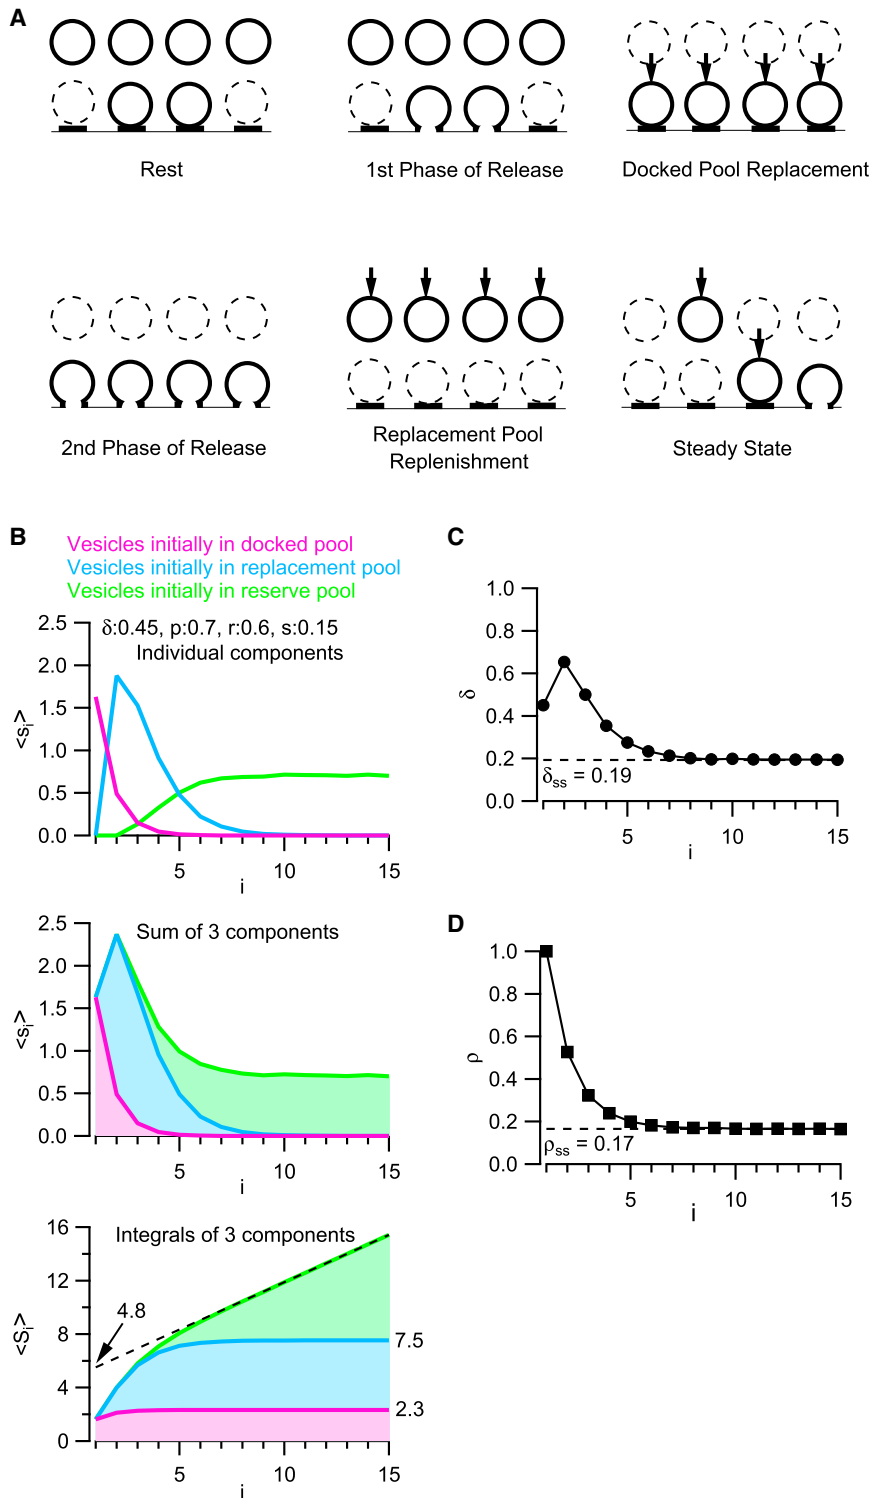 A
Rest
1st Phase of Release
Docked Pool Replacement
2nd Phase of Release
Replacement Pool
Replenishment
Steady State
B
Vesicles initially in docked pool
Vesicles initially in replacement pool
Vesicles initially in reserve pool
δ:0.45, p:0.7, r:0.6, s:0.15
Individual components
2.5
2.0
1.5
1.0
0.5
0.0
<s_i>
5
10
15
i
Sum of 3 components
2.5
2.0
1.5
1.0
0.5
0.0
<s_i>
5
10
15
i
Integrals of 3 components
16
12
8
4
0
<S_i>
4.8
7.5
2.3
5
10
15
i
C
1.0
0.8
0.6
0.4
0.2
0.0
δ
δ_ss = 0.19
5
10
15
i
D
1.0
0.8
0.6
0.4
0.2
0.0
ρ
ρ_ss = 0.17
5
10
15
i